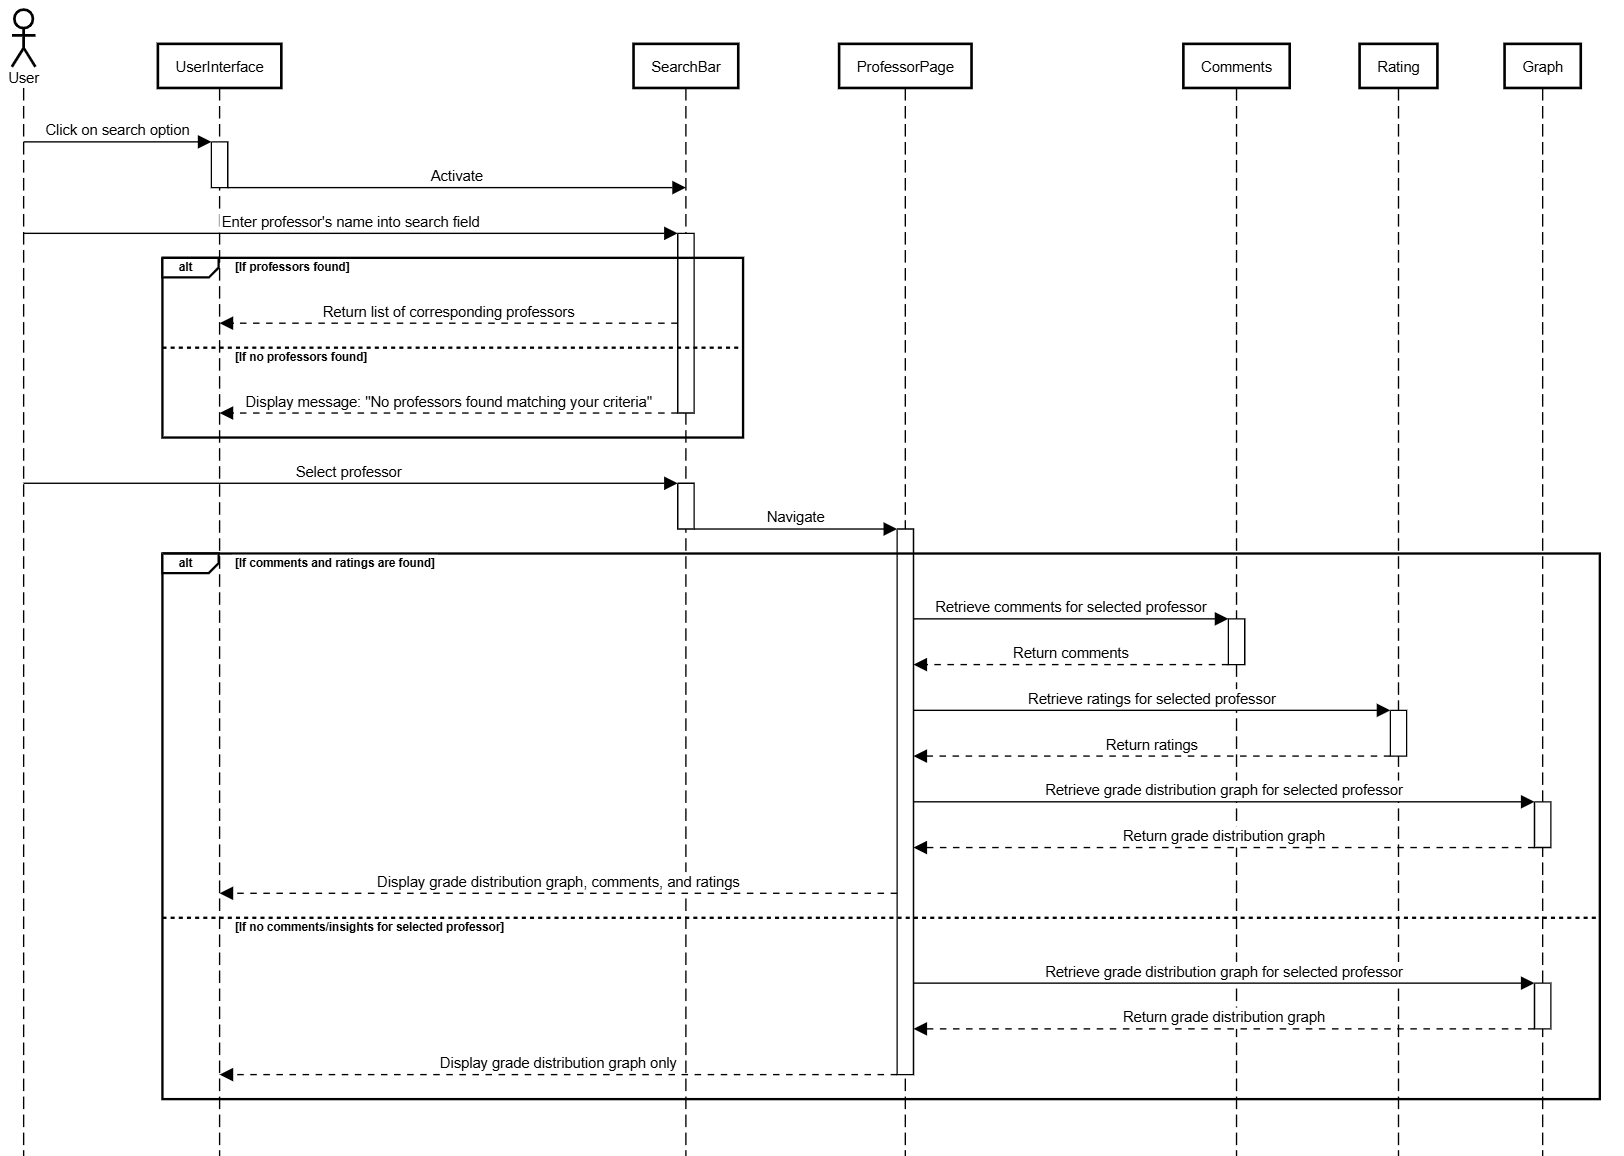 User
UserInterface
SearchBar
ProfessorPage
Comments
Rating
Graph
Click on search option
Activate
Enter professor's name into search field
alt
[If professors found]
Return list of corresponding professors
[If no professors found]
Display message: "No professors found matching your criteria"
Select professor
Navigate
alt
[If comments and ratings are found]
Retrieve comments for selected professor
Return comments
Retrieve ratings for selected professor
Return ratings
Retrieve grade distribution graph for selected professor
Return grade distribution graph
Display grade distribution graph, comments, and ratings
[If no comments/insights for selected professor]
Retrieve grade distribution graph for selected professor
Return grade distribution graph
Display grade distribution graph only